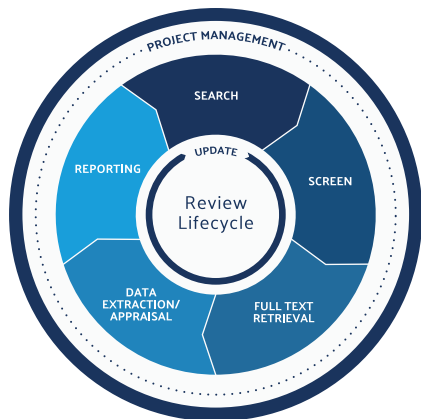 PROJECT MANAGEMENT
SEARCH
UPDATE
REPORTING
SCREEN
Review
Lifecycle
DATA
EXTRACTION/
APPRAISAL
FULL TEXT
RETRIEVAL